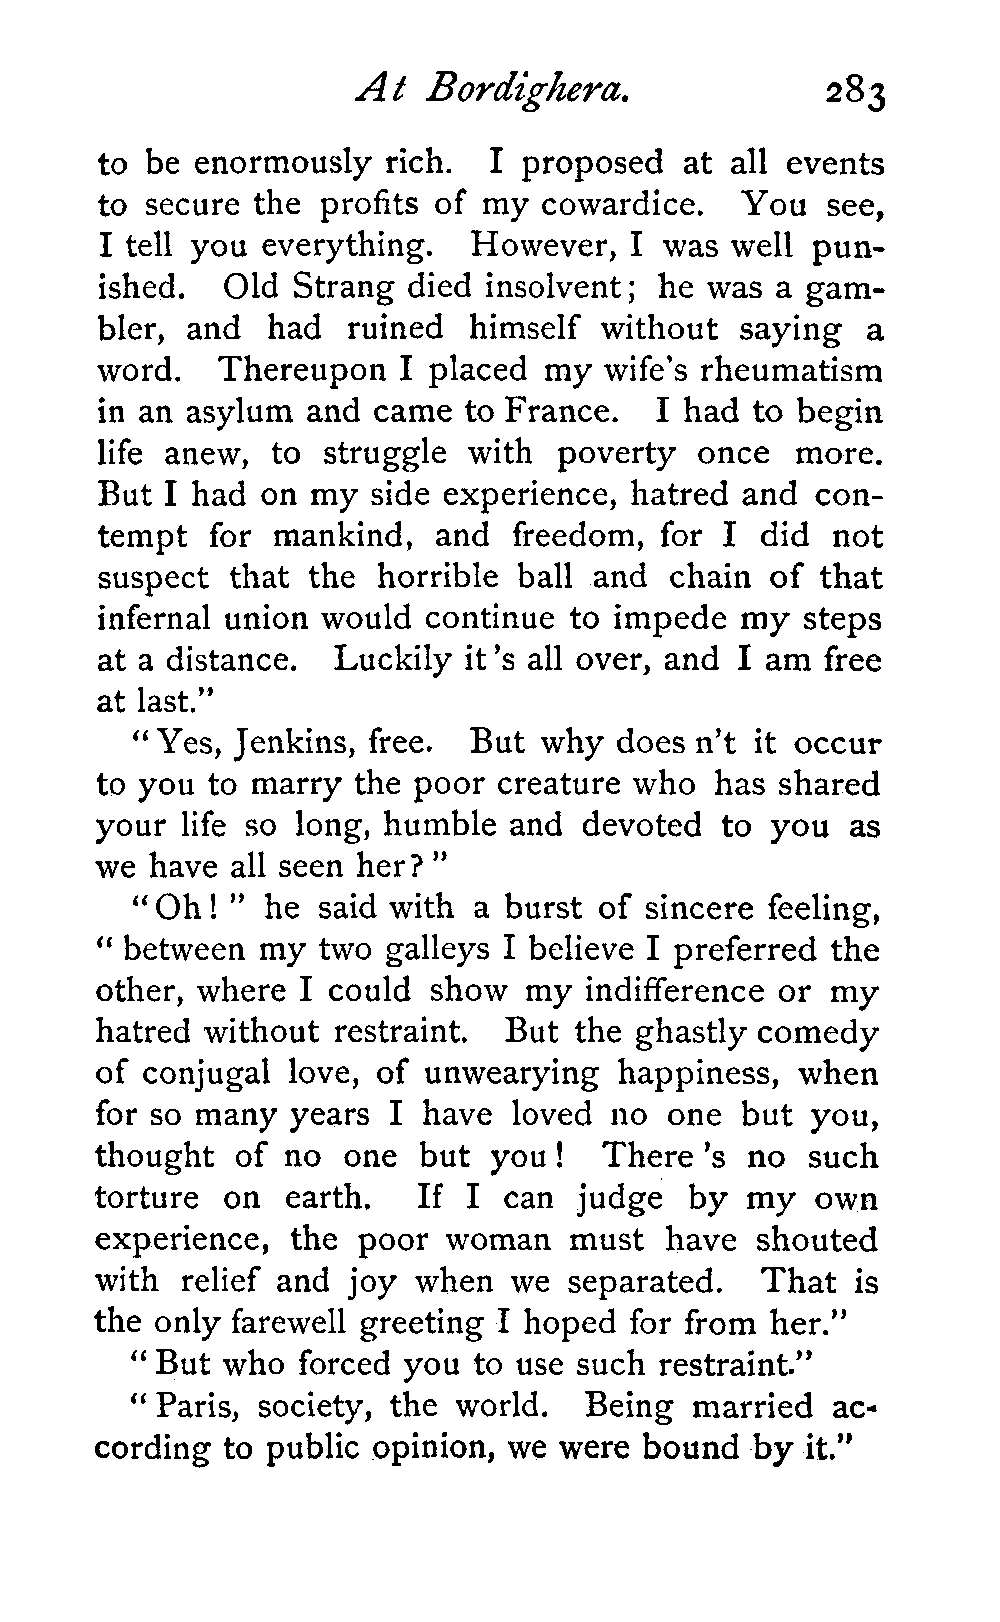 At Bordighera. 283
to be enormously rich. I proposed at all events
to secure the profits of my cowardice. You see,
I tell you everything. However, I was well pun-
ished. Old Strang died insolvent; he was a gam-
bler, and had ruined himself without saying a
word. Thereupon I placed my wife's rheumatism
in an asylum and came to France. I had to begin
life anew, to struggle with poverty once more.
But I had on my side experience, hatred and con-
tempt for mankind, and freedom, for I did not
suspect that the horrible ball and chain of that
infernal union would continue to impede my steps
at a distance. Luckily it 's all over, and I am free
at last."
"Yes, Jenkins, free. But why does n't it occur
to you to marry the poor creature who has shared
your life so long, humble and devoted to you as
we have all seen her?"
"Oh!" he said with a burst of sincere feeling,
"between my two galleys I believe I preferred the
other, where I could show my indifference or my
hatred without restraint. But the ghastly comedy
of conjugal love, of unwearying happiness, when
for so many years I have loved no one but you,
thought of no one but you! There 's no such
torture on earth. If I can judge by my own
experience, the poor woman must have shouted
with relief and joy when we separated. That is
the only farewell greeting I hoped for from her."
"But who forced you to use such restraint."
"Paris, society, the world. Being married ac-
cording to public opinion, we were bound by it."